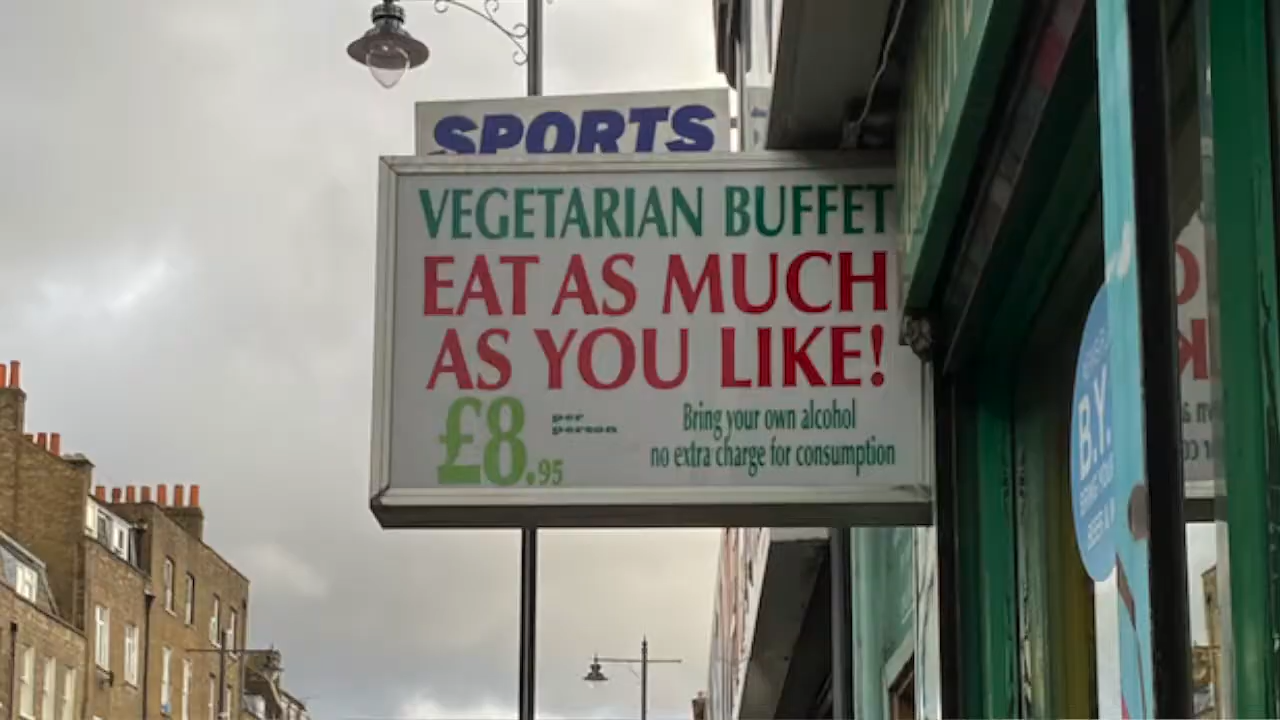 SPORTS
VEGETARIAN BUFFET
EAT AS MUCH
AS YOU LIKE!
£8.95
per
person
Bring your own alcohol
no extra charge for consumption
B.Y.